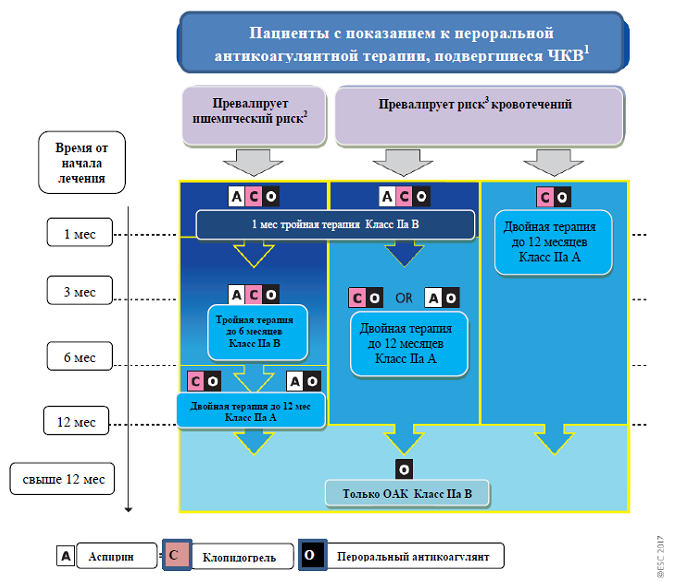 Пациенты с показанием к пероральной
антикоагулянтной терапии, подвергшиеся ЧКВ1
Превалирует
ишемический риск2
Превалирует риск3 кровотечений
Время от
начала
лечения
A C O
A C O
C O
1 мес тройная терапия Класс IIa B
Двойная терапия
до 12 месяцев
Класс IIa A
1 мес
3 мес
A C O
C O OR A O
Тройная терапия
до 6 месяцев
Класс IIa B
Двойная терапия
до 12 месяцев
Класс IIa A
6 мес
C O
A O
Двойная терапия до 12 мес
Класс IIa A
12 мес
O
свыше 12 мес
Только ОАК Класс IIa B
A Аспирин
= C Клопидогрель
O Пероральный антикоагулянт
©ESC 2017